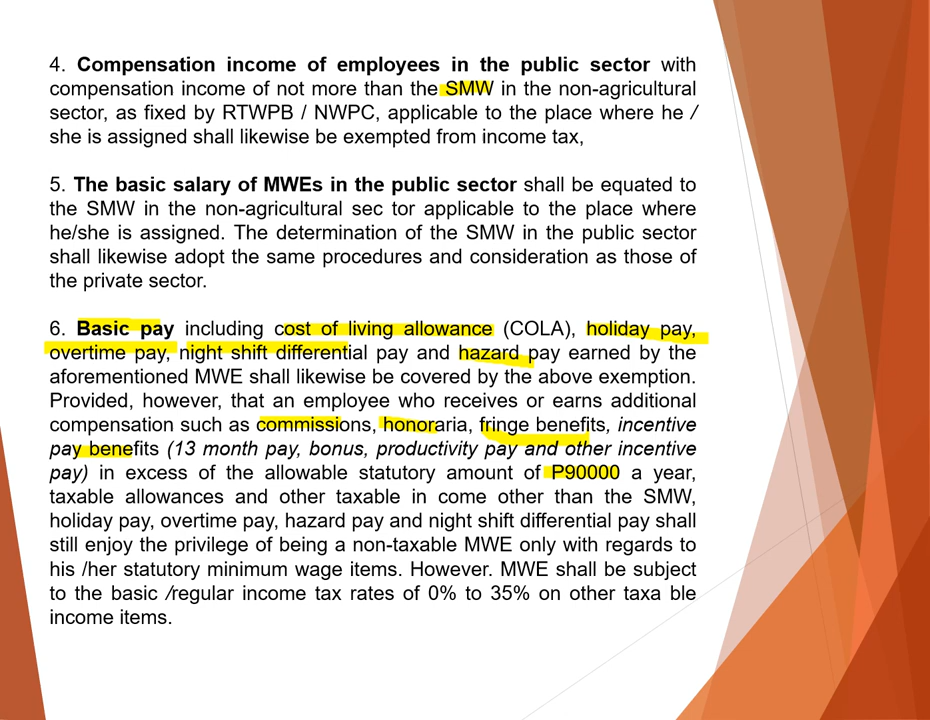 4. Compensation income of employees in the public sector with
compensation income of not more than the SMW in the non-agricultural
sector, as fixed by RTWPB / NWPC, applicable to the place where he /
she is assigned shall likewise be exempted from income tax,
5. The basic salary of MWEs in the public sector shall be equated to
the SMW in the non-agricultural sec tor applicable to the place where
he/she is assigned. The determination of the SMW in the public sector
shall likewise adopt the same procedures and consideration as those of
the private sector.
6. Basic pay including cost of living allowance (COLA), holiday pay,
overtime pay, night shift differential pay and hazard pay earned by the
aforementioned MWE shall likewise be covered by the above exemption.
Provided, however, that an employee who receives or earns additional
compensation such as commissions, honoraria, fringe benefits, incentive
pay benefits (13 month pay, bonus, productivity pay and other incentive
pay) in excess of the allowable statutory amount of P90000 a year,
taxable allowances and other taxable in come other than the SMW,
holiday pay, overtime pay, hazard pay and night shift differential pay shall
still enjoy the privilege of being a non-taxable MWE only with regards to
his /her statutory minimum wage items. However. MWE shall be subject
to the basic /regular income tax rates of 0% to 35% on other taxa ble
income items.